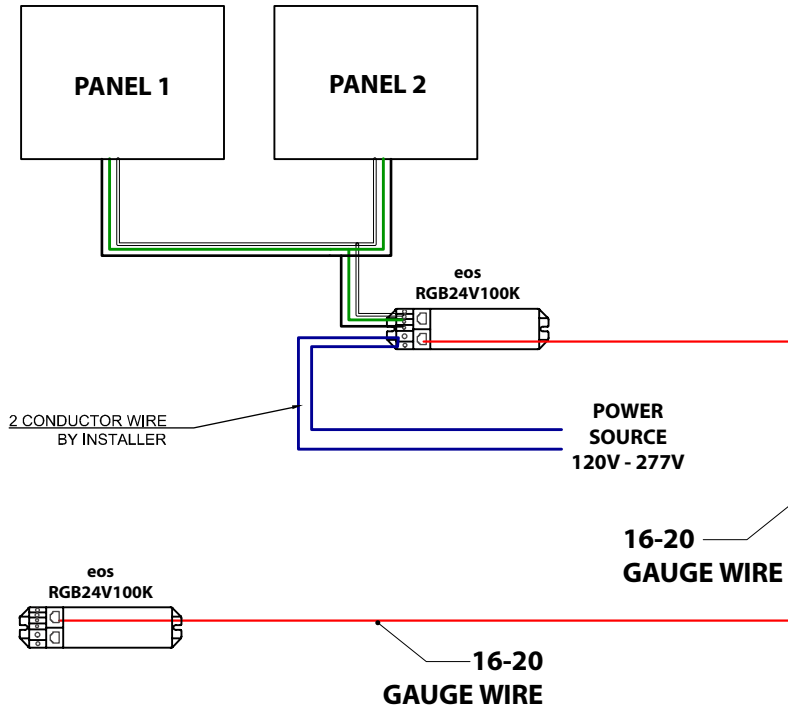 PANEL 1
PANEL 2
eos
RGB24V100K
2 CONDUCTOR WIRE
BY INSTALLER
POWER
SOURCE
120V - 277V
16-20
GAUGE WIRE
eos
RGB24V100K
16-20
GAUGE WIRE